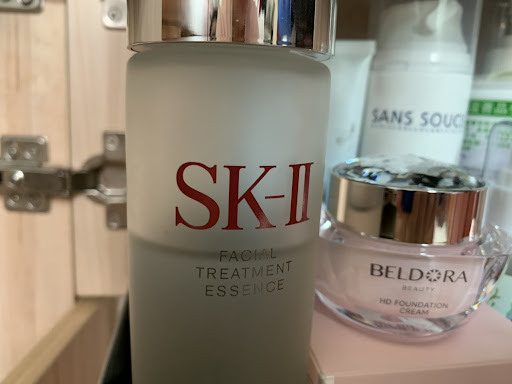 SK-II
FACIAL
TREATMENT
ESSENCE
SANS SOUC
BELDORA
BEAUTY
HD FOUNDATION
CREAM